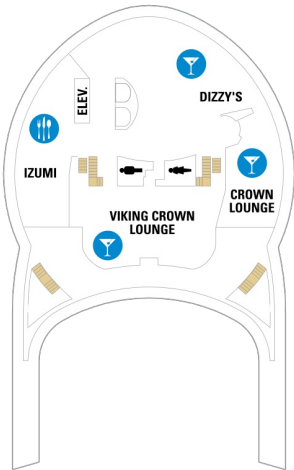 DIZZY'S
ELEV.
IZUMI
CROWN
LOUNGE
VIKING CROWN
LOUNGE